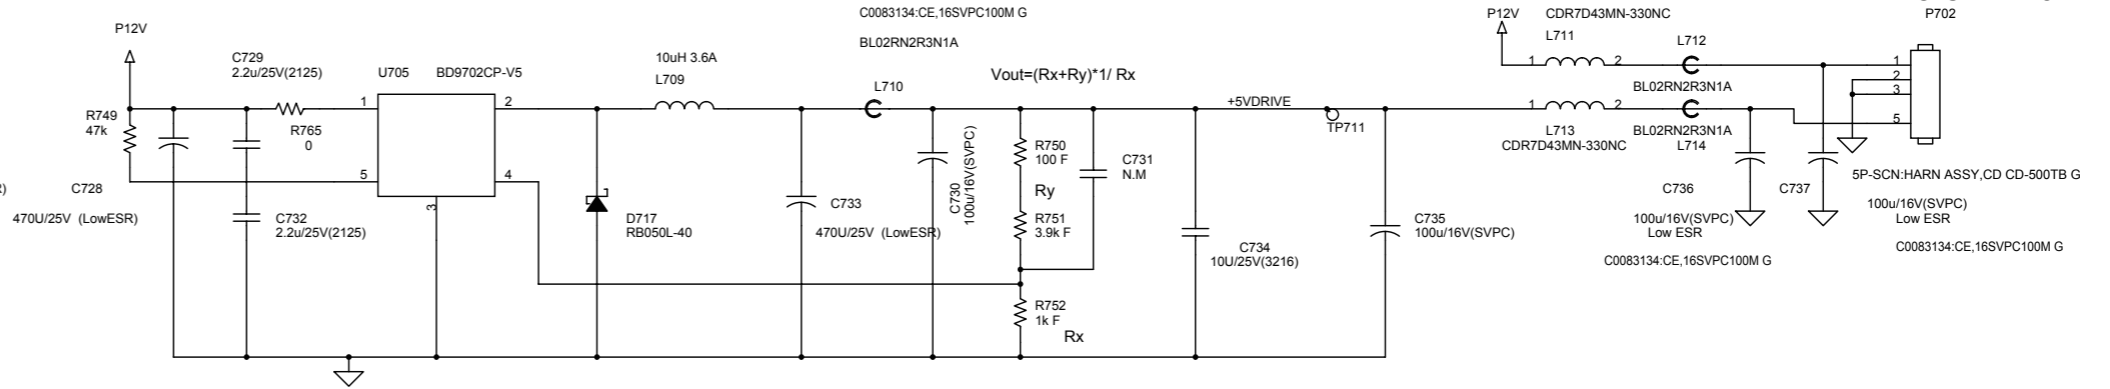 C0083134:CE,16SVPC100M G
BL02RN2R3N1A
P12V
C729
2.2u/25V(2125)
U705
BD9702CP-V5
10uH 3.6A
L709
L710
Vout=(Rx+Ry)*1/ Rx
P12V
CDR7D43MN-330NC
L711
L712
P702
1
2
1
2
3
5
BL02RN2R3N1A
R749
47k
R765
0
1
2
5
4
3
+5VDRIVE
TP711
1
2
L713
CDR7D43MN-330NC
BL02RN2R3N1A
L714
C728
470U/25V (LowESR)
C732
2.2u/25V(2125)
D717
RB050L-40
C733
470U/25V (LowESR)
C730
100u/16V(SVPC)
R750
100 F
Ry
R751
3.9k F
C731
N.M
R752
1k F
Rx
C734
10U/25V(3216)
C735
100u/16V(SVPC)
C736
100u/16V(SVPC)
Low ESR
C0083134:CE,16SVPC100M G
C737
5P-SCN:HARN ASSY,CD CD-500TB G
100u/16V(SVPC)
Low ESR
C0083134:CE,16SVPC100M G